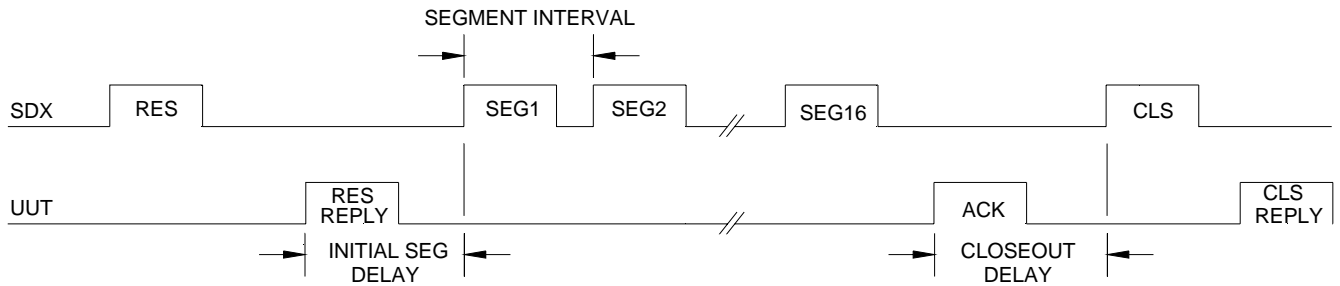 SEGMENT INTERVAL
SDX
RES
SEG1
SEG2
SEG16
CLS
UUT
RES
REPLY
ACK
CLS
REPLY
INITIAL SEG
DELAY
CLOSEOUT
DELAY